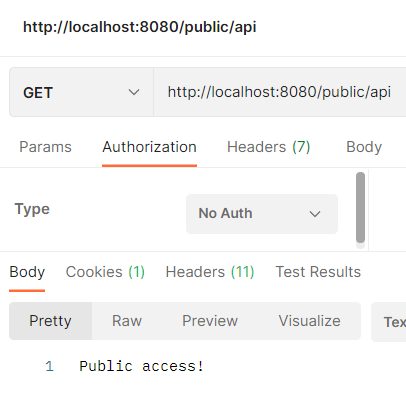 http://localhost:8080/public/api
GET http://localhost:8080/public/api
Params Authorization Headers (7) Body
Type No Auth
Body Cookies (1) Headers (11) Test Results
Pretty Raw Preview Visualize Tex
1 Public access!